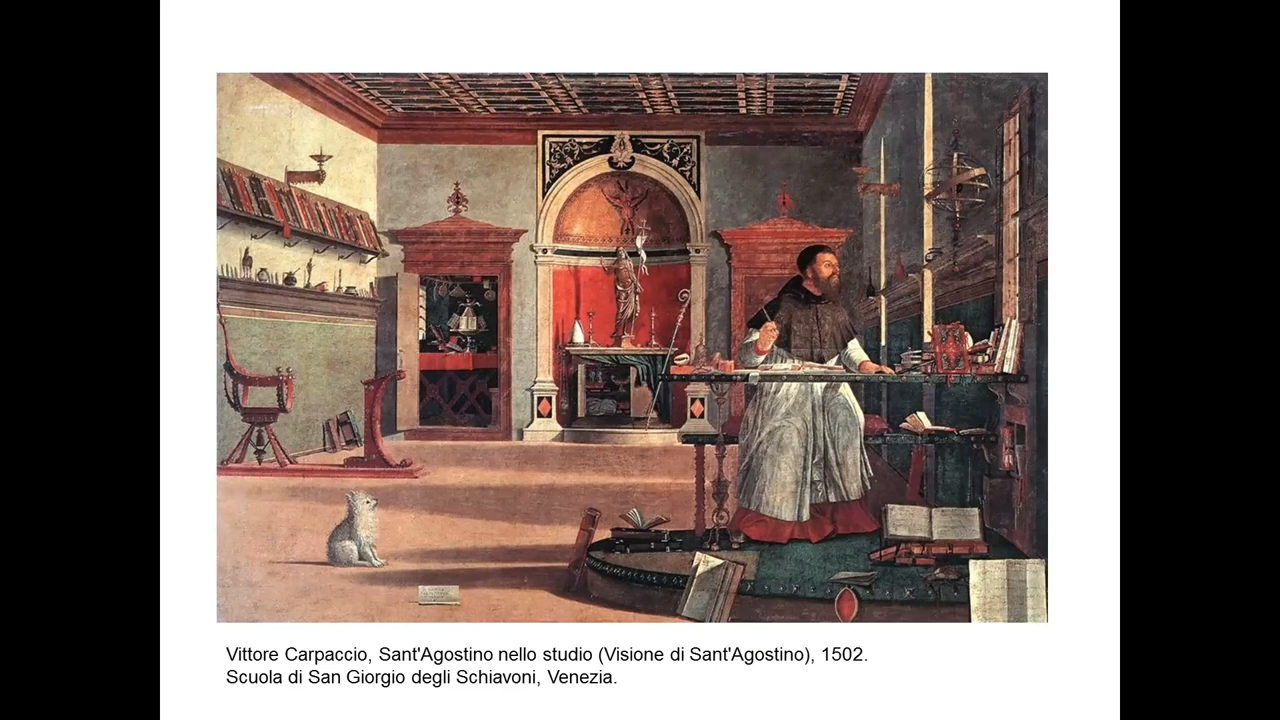 Vittore Carpaccio, Sant'Agostino nello studio (Visione di Sant'Agostino), 1502.
Scuola di San Giorgio degli Schiavoni, Venezia.